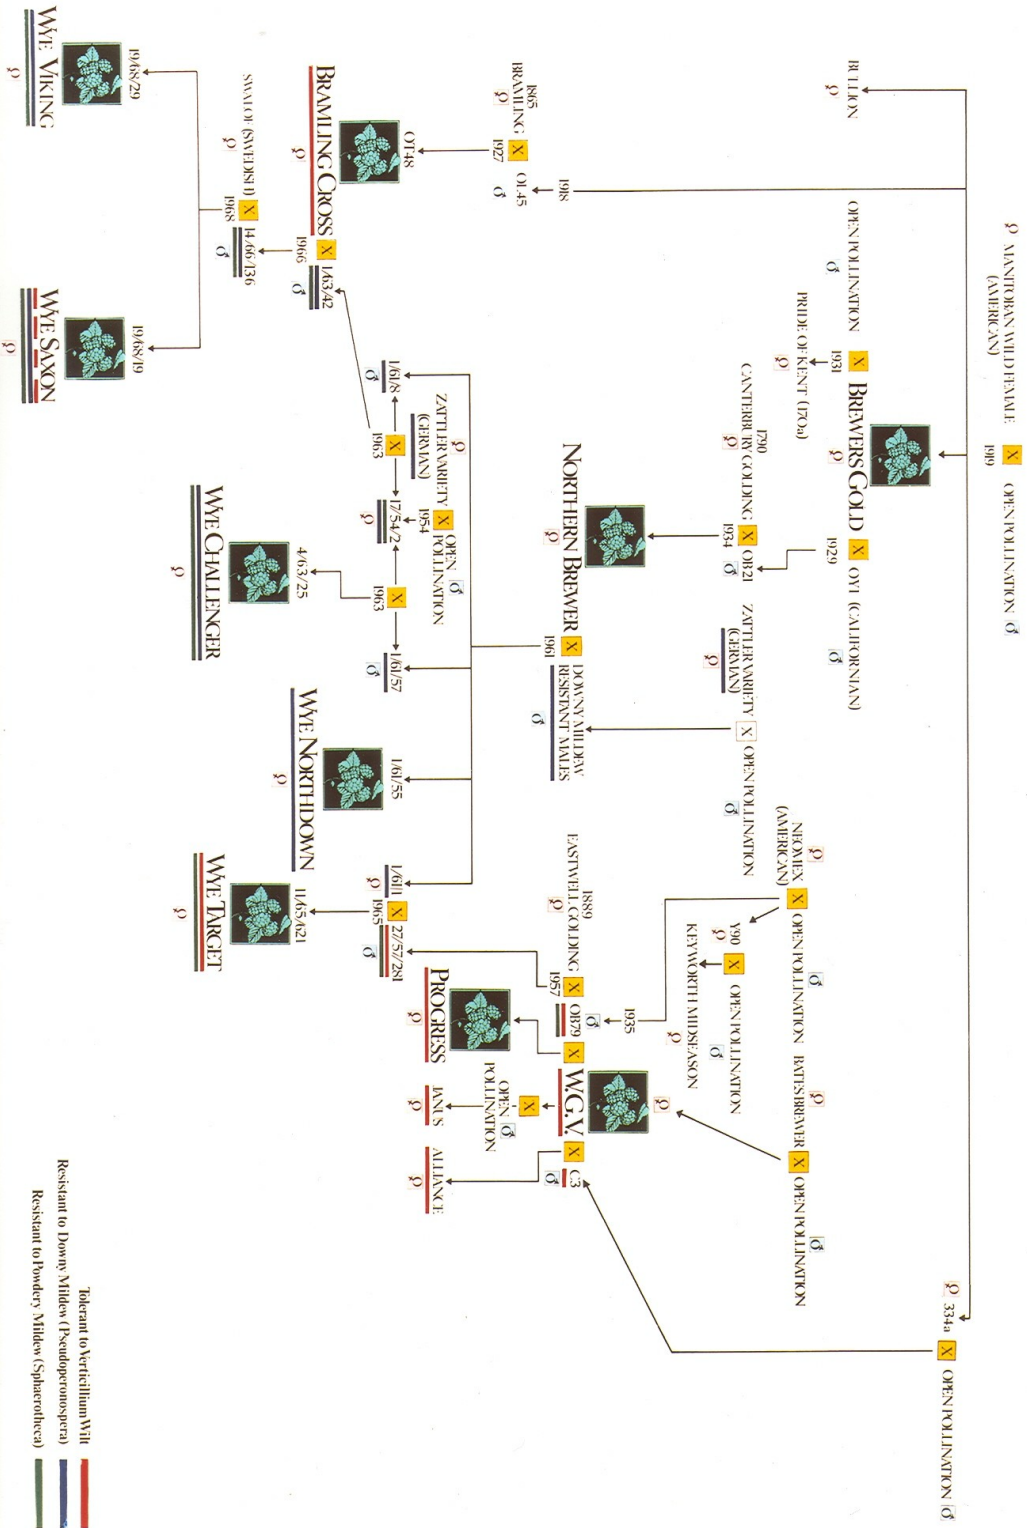 ♀ MANITOBAN WILD FEMALE
(AMERICAN)
X
1919
OPEN POLLINATION ♂
BULLION
♀
1918
OPEN POLLINATION
♂
X
1931
PRIDE OF KENT (170a)
♀
BREWERS GOLD
♀
X
1929
OY1 (CALIFORNIAN)
♂
♀ 334a
X
OPEN POLLINATION ♂
1865
BRAMLING
♀
X
1927
OL45
♂
OT48
BRAMLING CROSS
♀
1790
CANTERBURY GOLDING
♀
X
1934
OB21
♂
NORTHERN BREWER
♀
X
1961
ZATTLER VARIETY
(GERMAN)
♀
X
OPEN POLLINATION
♂
DOWNY MILDEW
RESISTANT MALES
♂
♀
NEOMEX
(AMERICAN)
X
OPEN POLLINATION
♂
Y90
♀
X
OPEN POLLINATION
♂
KEYWORTH MIDSEASON
♀
♀
BATES BREWER
X
OPEN POLLINATION
♂
1889
EASTWELL GOLDING
♀
X
1957
1935
♂
OB79
X
♀
W.G.V.
X
C3
♂
PROGRESS
♀
X
OPEN ♂
POLLINATION
JANUS
♀
ALLIANCE
♀
♀
ZATTLER VARIETY
(GERMAN)
X
1954
OPEN ♂
POLLINATION
1/61/8
♂
X
1963
17/54/2
♀
X
1963
1/61/57
♂
1/61/55
WYE NORTHDOWN
♀
1/61/1
♀
X
1965
27/57/281
♂
X
1966
1/63/42
♂
4/63/25
WYE CHALLENGER
♀
11/65/621
WYE TARGET
♀
SWALOF (SWEDISH)
♀
X
1968
14/66/136
♂
19/68/29
WYE VIKING
♀
19/68/19
WYE SAXON
♀
Tolerant to Verticillium Wilt
Resistant to Downy Mildew (Pseudoperonospera)
Resistant to Powdery Mildew (Sphaerotheca)